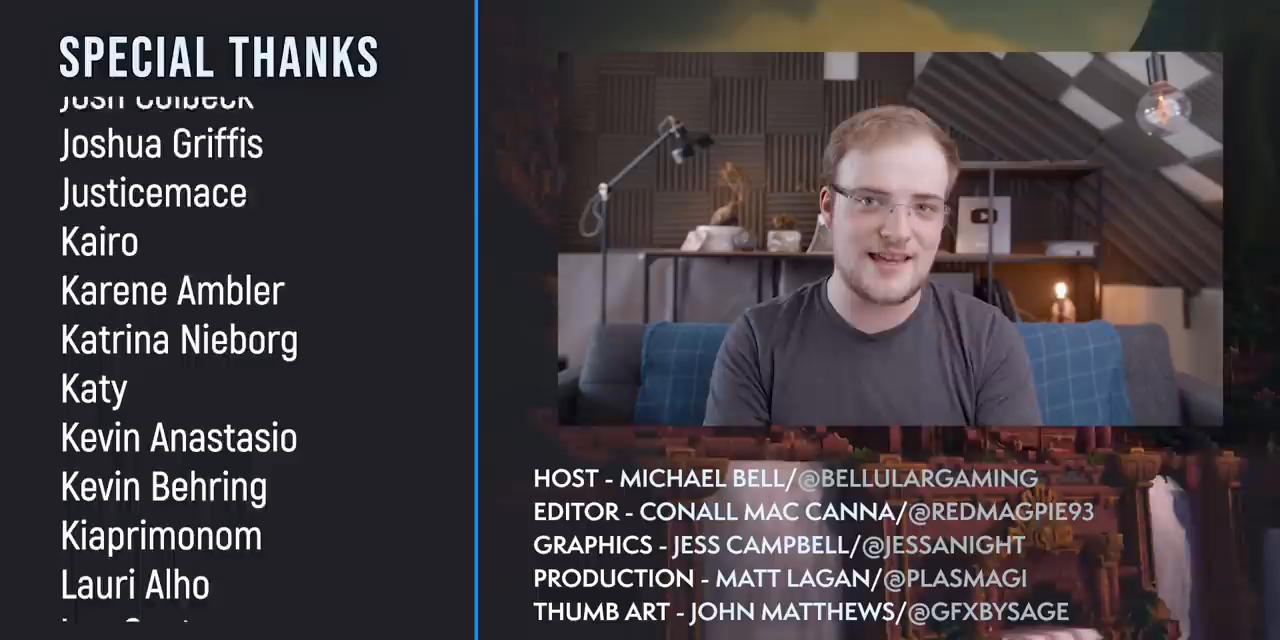 SPECIAL THANKS
Josh Colbeck
Joshua Griffis
Justicemace
Kairo
Karene Ambler
Katrina Nieborg
Katy
Kevin Anastasio
Kevin Behring
Kiaprimonom
Lauri Alho
HOST - MICHAEL BELL/@BELLULARGAMING
EDITOR - CONALL MAC CANNA/@REDMAGPIE93
GRAPHICS - JESS CAMPBELL/@JESSANIGHT
PRODUCTION - MATT LAGAN/@PLASMAGI
THUMB ART - JOHN MATTHEWS/@GFXBYSAGE